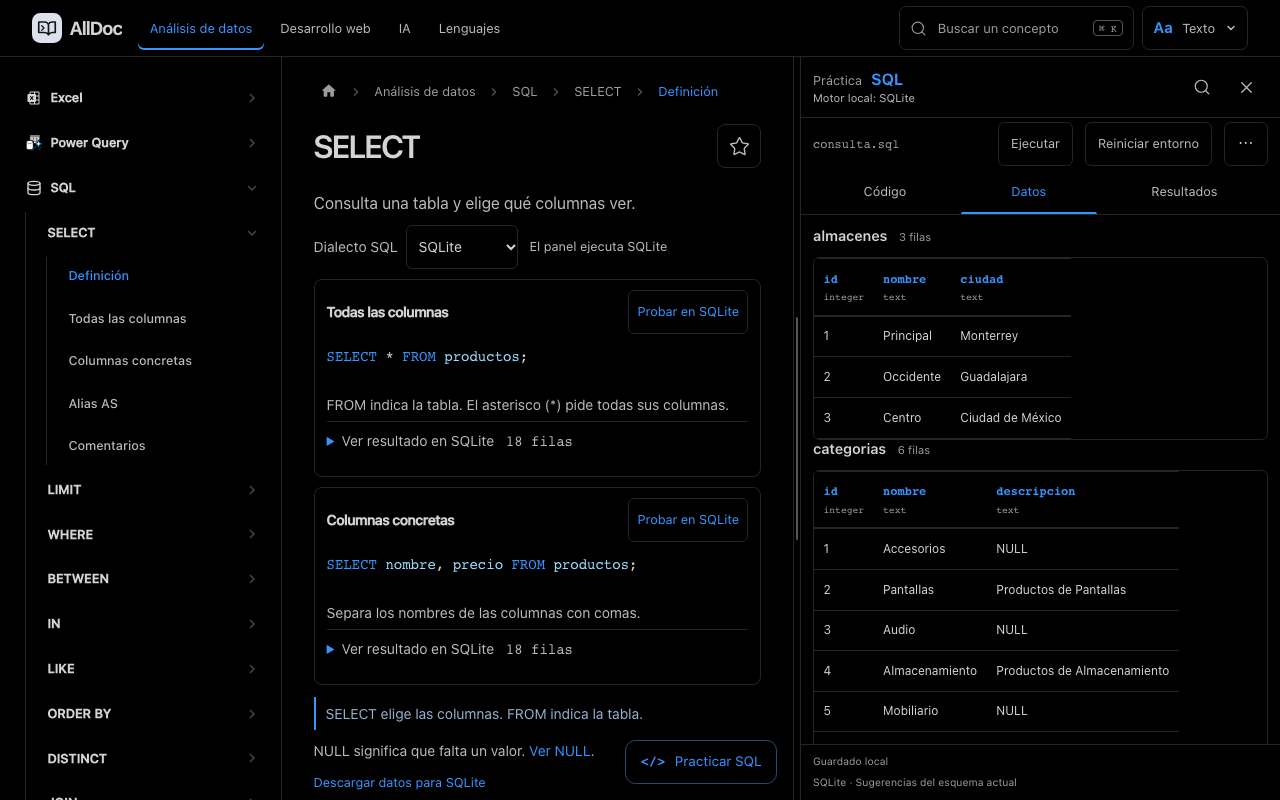 AllDoc
Análisis de datos
Desarrollo web
IA
Lenguajes
Buscar un concepto
⌘ K
Aa Texto
Excel
Power Query
SQL
SELECT
Definición
Todas las columnas
Columnas concretas
Alias AS
Comentarios
LIMIT
WHERE
BETWEEN
IN
LIKE
ORDER BY
DISTINCT
JOIN
Análisis de datos > SQL > SELECT > Definición
SELECT
Consulta una tabla y elige qué columnas ver.
Dialecto SQL SQLite El panel ejecuta SQLite
Todas las columnas
Probar en SQLite
SELECT * FROM productos;
FROM indica la tabla. El asterisco (*) pide todas sus columnas.
Ver resultado en SQLite 18 filas
Columnas concretas
Probar en SQLite
SELECT nombre, precio FROM productos;
Separa los nombres de las columnas con comas.
Ver resultado en SQLite 18 filas
SELECT elige las columnas. FROM indica la tabla.
NULL significa que falta un valor. Ver NULL.
</> Practicar SQL
Descargar datos para SQLite
Práctica SQL
Motor local: SQLite
consulta.sql
Ejecutar
Reiniciar entorno
...
Código
Datos
Resultados
almacenes 3 filas
id nombre ciudad
integer text text
1 Principal Monterrey
2 Occidente Guadalajara
3 Centro Ciudad de México
categorias 6 filas
id nombre descripcion
integer text text
1 Accesorios NULL
2 Pantallas Productos de Pantallas
3 Audio NULL
4 Almacenamiento Productos de Almacenamiento
5 Mobiliario NULL
Guardado local
SQLite · Sugerencias del esquema actual